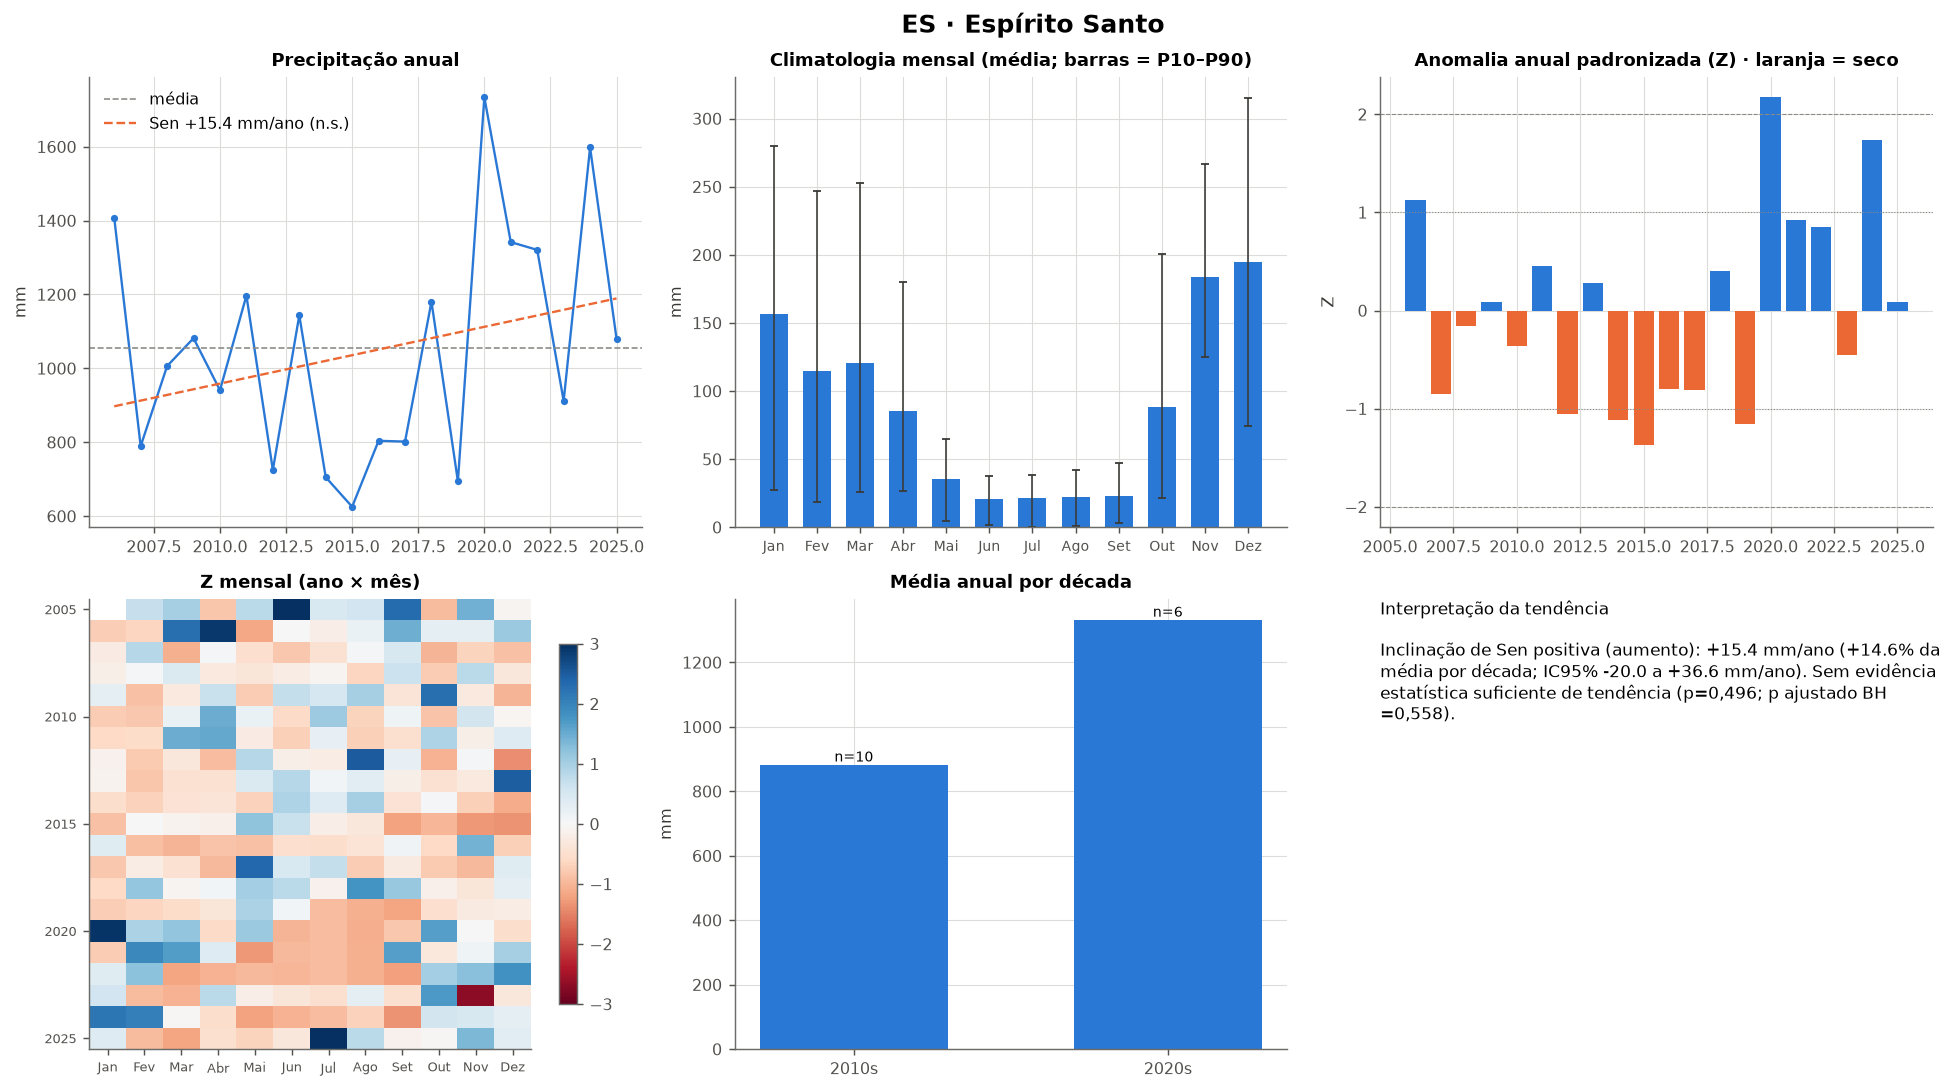 ES · Espírito Santo
Precipitação anual
média
Sen +15.4 mm/ano (n.s.)
mm
1600
1400
1200
1000
800
600
2007.5 2010.0 2012.5 2015.0 2017.5 2020.0 2022.5 2025.0
Climatologia mensal (média; barras = P10–P90)
mm
300
250
200
150
100
50
0
Jan Fev Mar Abr Mai Jun Jul Ago Set Out Nov Dez
Anomalia anual padronizada (Z) · laranja = seco
Z
2
1
0
−1
−2
2005.0 2007.5 2010.0 2012.5 2015.0 2017.5 2020.0 2022.5 2025.0
Z mensal (ano × mês)
2005
2010
2015
2020
2025
Jan Fev Mar Abr Mai Jun Jul Ago Set Out Nov Dez
3
2
1
0
−1
−2
−3
Média anual por década
mm
1200
1000
800
600
400
200
0
n=10
n=6
2010s 2020s
Interpretação da tendência
Inclinação de Sen positiva (aumento): +15.4 mm/ano (+14.6% da
média por década; IC95% -20.0 a +36.6 mm/ano). Sem evidência
estatística suficiente de tendência (p=0,496; p ajustado BH
=0,558).